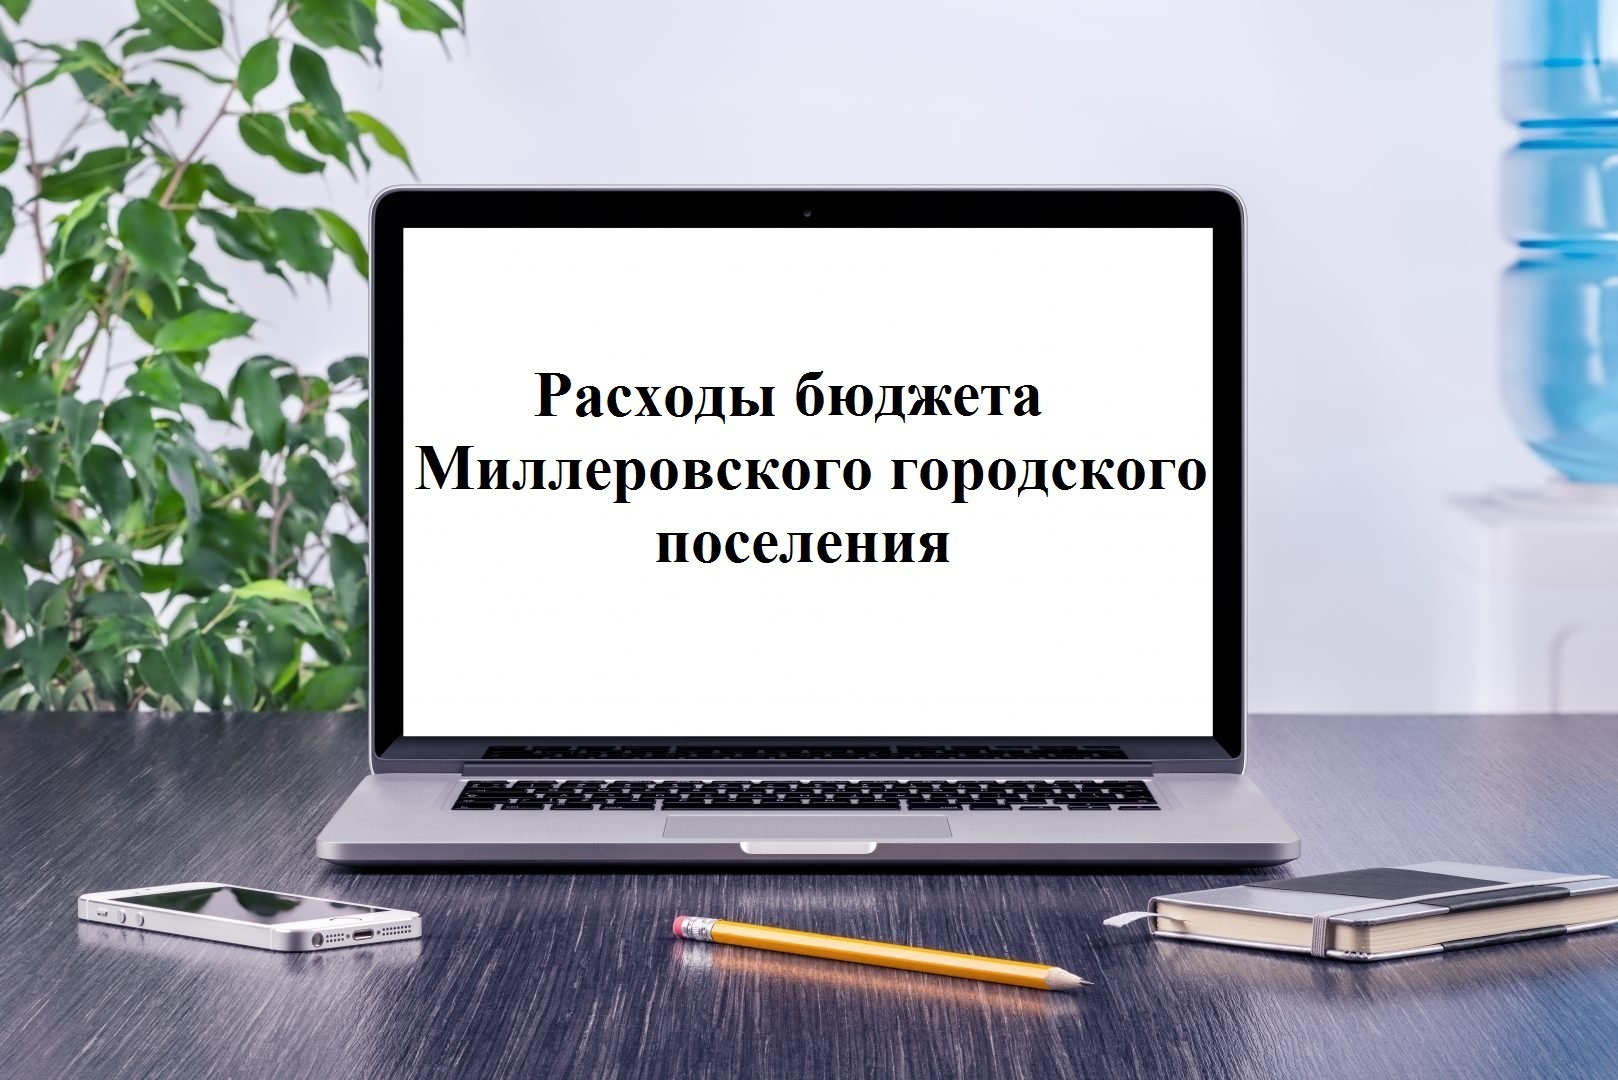 Расходы бюджета
Миллеровского городского
поселения